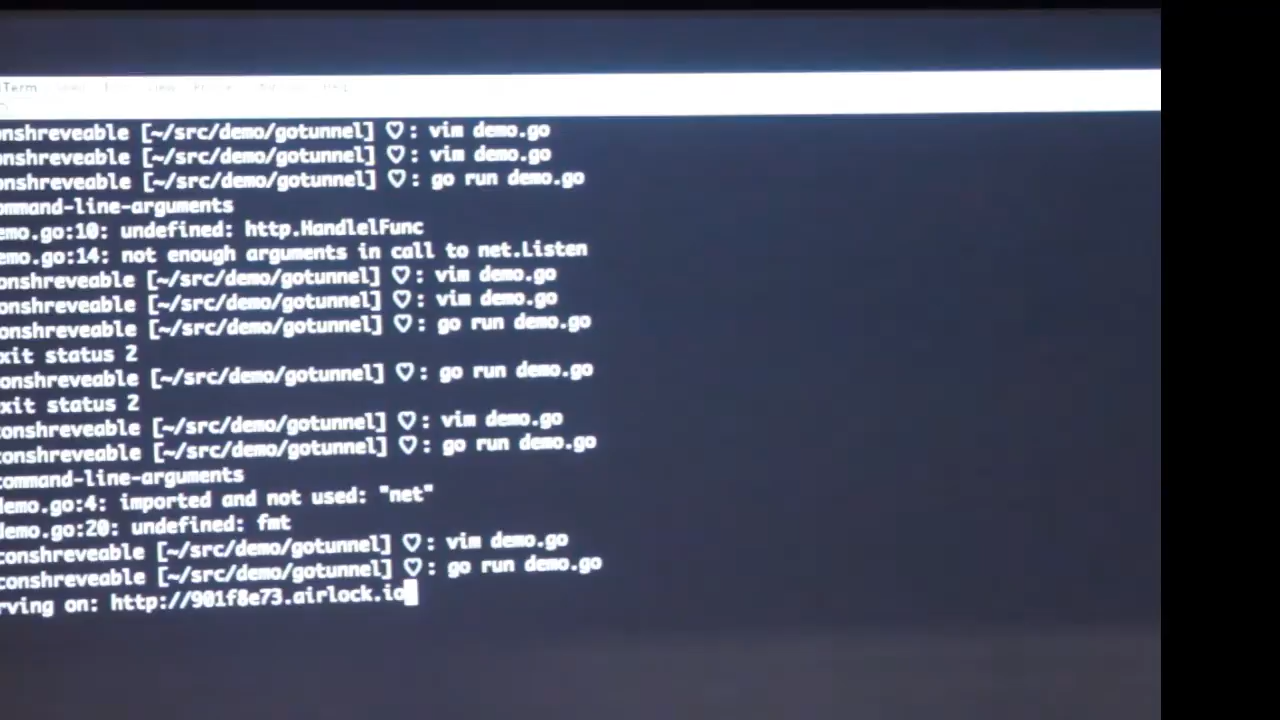 Term
onshreveable [~/src/demo/gotunnel] ♡: vim demo.go
onshreveable [~/src/demo/gotunnel] ♡: vim demo.go
onshreveable [~/src/demo/gotunnel] ♡: go run demo.go
ommand-line-arguments
emo.go:10: undefined: http.HandlelFunc
emo.go:14: not enough arguments in call to net.Listen
onshreveable [~/src/demo/gotunnel] ♡: vim demo.go
onshreveable [~/src/demo/gotunnel] ♡: vim demo.go
onshreveable [~/src/demo/gotunnel] ♡: go run demo.go
xit status 2
onshreveable [~/src/demo/gotunnel] ♡: go run demo.go
xit status 2
conshreveable [~/src/demo/gotunnel] ♡: vim demo.go
conshreveable [~/src/demo/gotunnel] ♡: go run demo.go
command-line-arguments
demo.go:4: imported and not used: "net"
demo.go:20: undefined: fmt
conshreveable [~/src/demo/gotunnel] ♡: vim demo.go
conshreveable [~/src/demo/gotunnel] ♡: go run demo.go
rving on: http://901f8e73.airlock.io